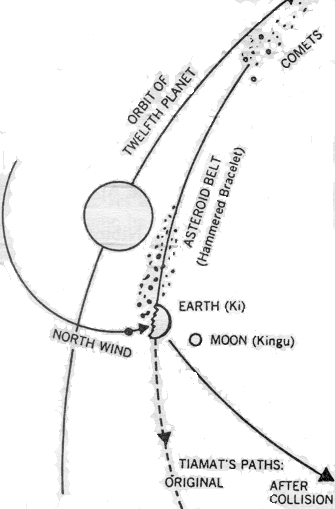 COMETS
ORBIT OF
TWELFTH PLANET
ASTEROID BELT
(Hammered Bracelet)
EARTH (Ki)
MOON (Kingu)
NORTH WIND
TIAMAT'S PATHS:
ORIGINAL
AFTER
COLLISION